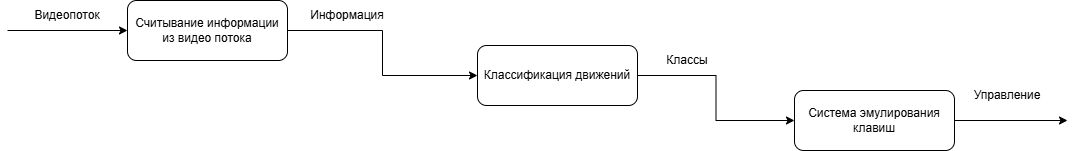 Видеопоток
Считывание информации
из видео потока
Информация
Классификация движений
Классы
Система эмулирования
клавиш
Управление